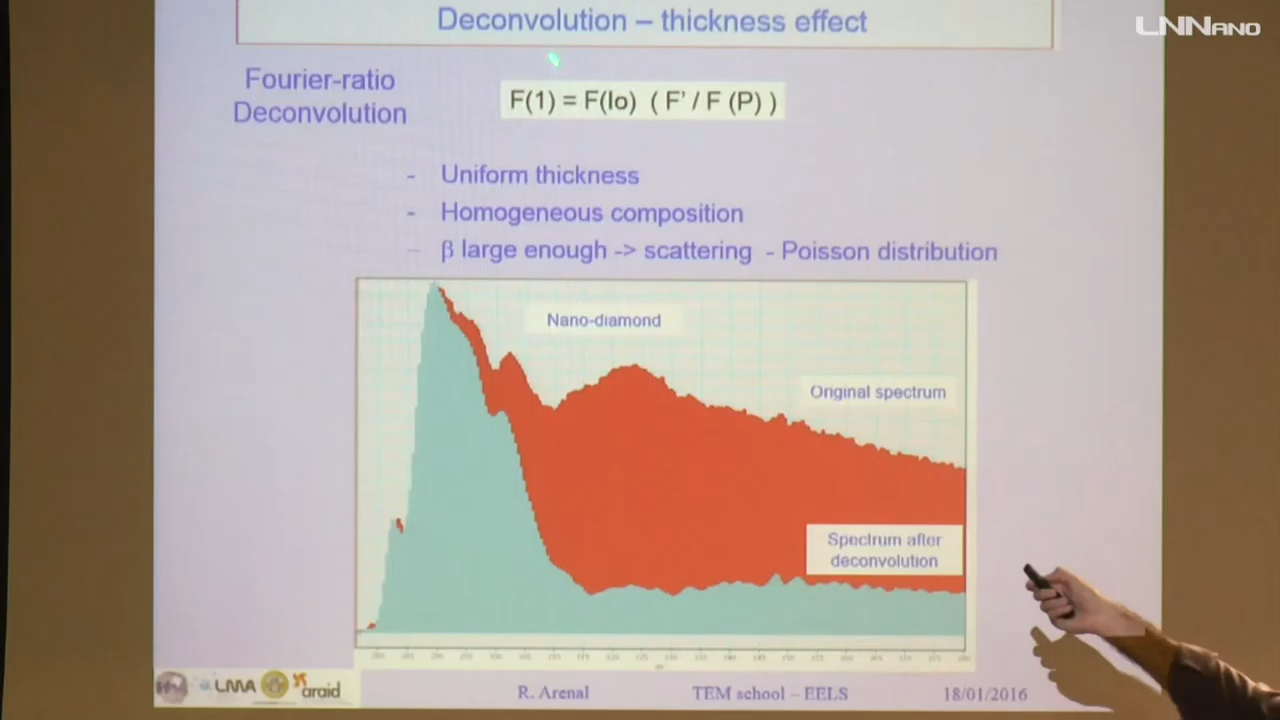 LNNANO
Deconvolution – thickness effect
Fourier-ratio
Deconvolution
F(1) = F(Io) ( F' / F (P) )
- Uniform thickness
- Homogeneous composition
- β large enough -> scattering - Poisson distribution
Nano-diamond
Original spectrum
Spectrum after
deconvolution
LMA
araid
R. Arenal
TEM school – EELS
18/01/2016